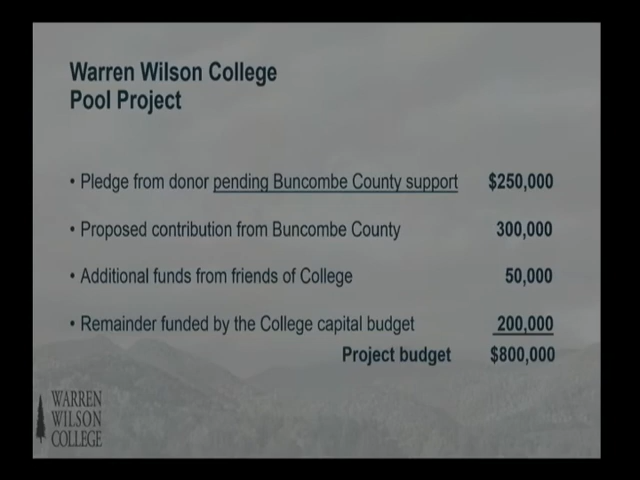 Warren Wilson College
Pool Project
• Pledge from donor pending Buncombe County support $250,000
• Proposed contribution from Buncombe County 300,000
• Additional funds from friends of College 50,000
• Remainder funded by the College capital budget 200,000
Project budget $800,000
WARREN
WILSON
COLLEGE